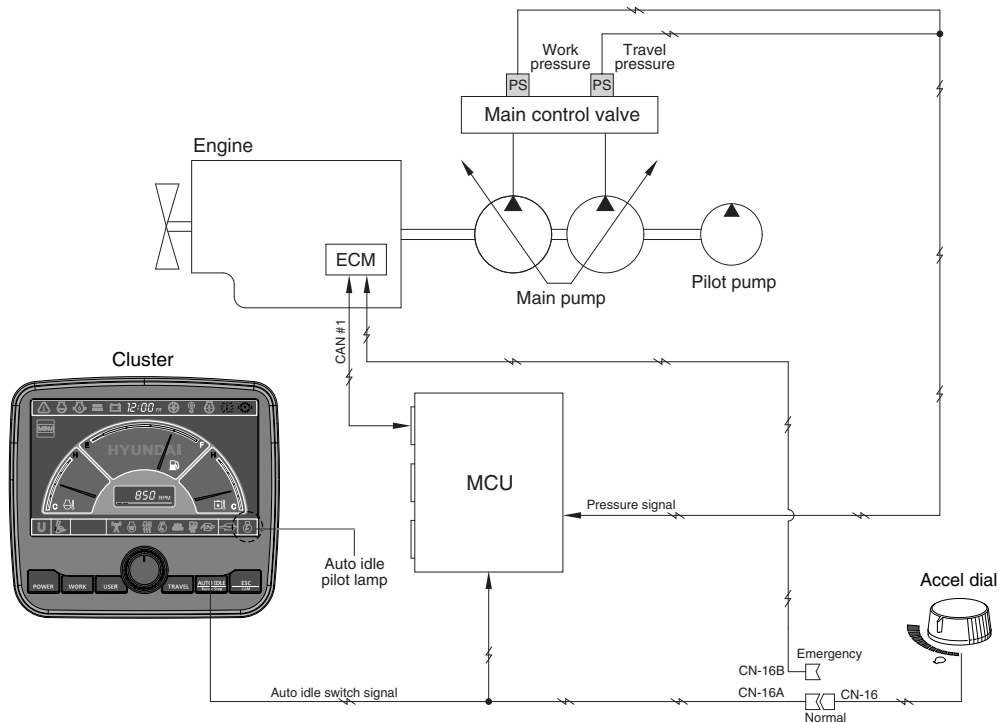 Work
pressure
Travel
pressure
PS
PS
Main control valve
Engine
ECM
Main pump
Pilot pump
CAN #1
Cluster
12:00
HYUNDAI
E
F
H
H
C
C
850 RPM
U
MCU
Pressure signal
Auto idle
pilot lamp
POWER
WORK
USER
TRAVEL
AUTO IDLE
ESC
CAM
Accel dial
Emergency
CN-16B
Auto idle switch signal
CN-16A
CN-16
Normal